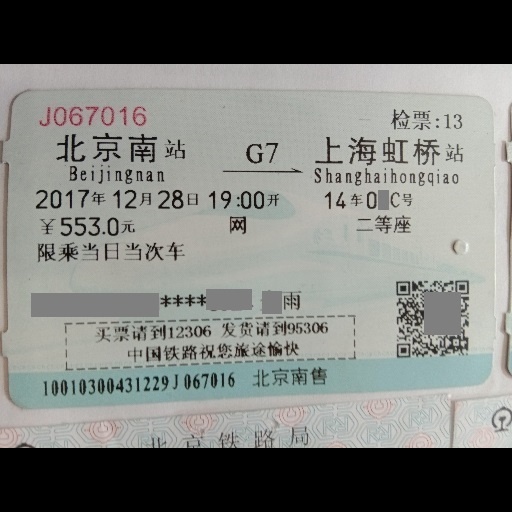 J067016
检票:13
北京南站 G7 上海虹桥站
Beijingnan Shanghaihongqiao
2017年12月28日 19:00开 14车0 C号
￥553.0元 网 二等座
限乘当日当次车
**** 雨
买票请到12306 发货请到95306
中国铁路祝您旅途愉快
10010300431229J067016 北京南售
北京铁路局